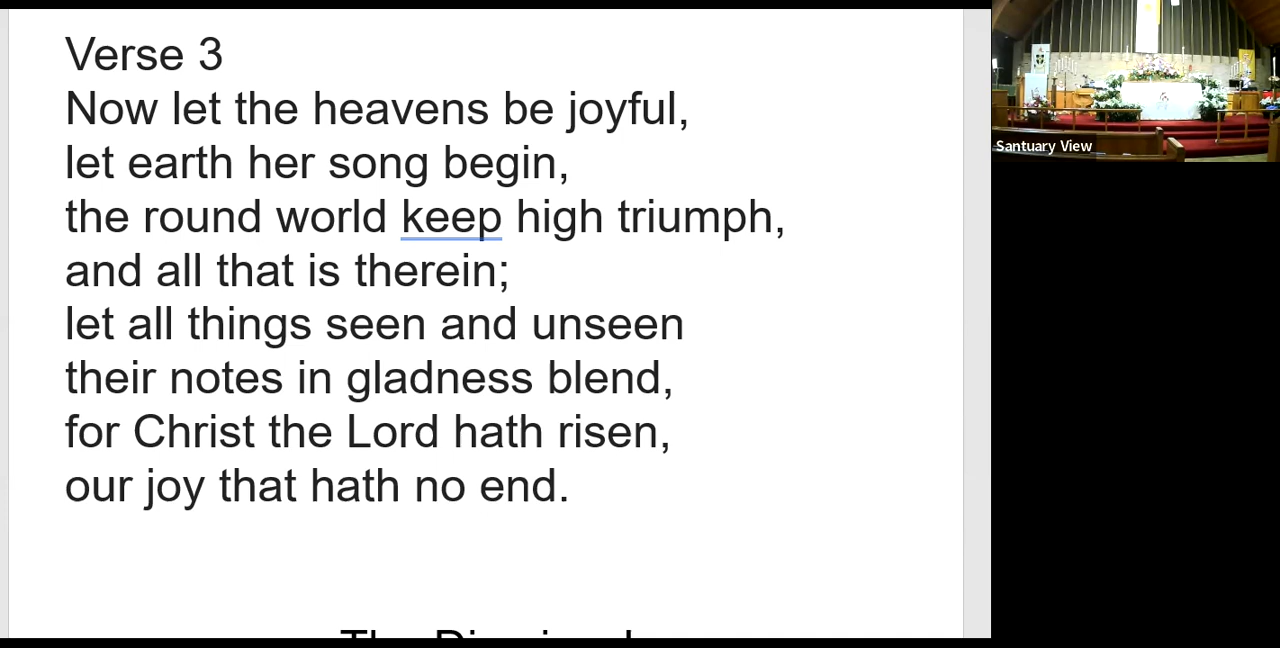 Verse 3
Now let the heavens be joyful,
let earth her song begin,
the round world keep high triumph,
and all that is therein;
let all things seen and unseen
their notes in gladness blend,
for Christ the Lord hath risen,
our joy that hath no end.
The Dismissal
Santuary View